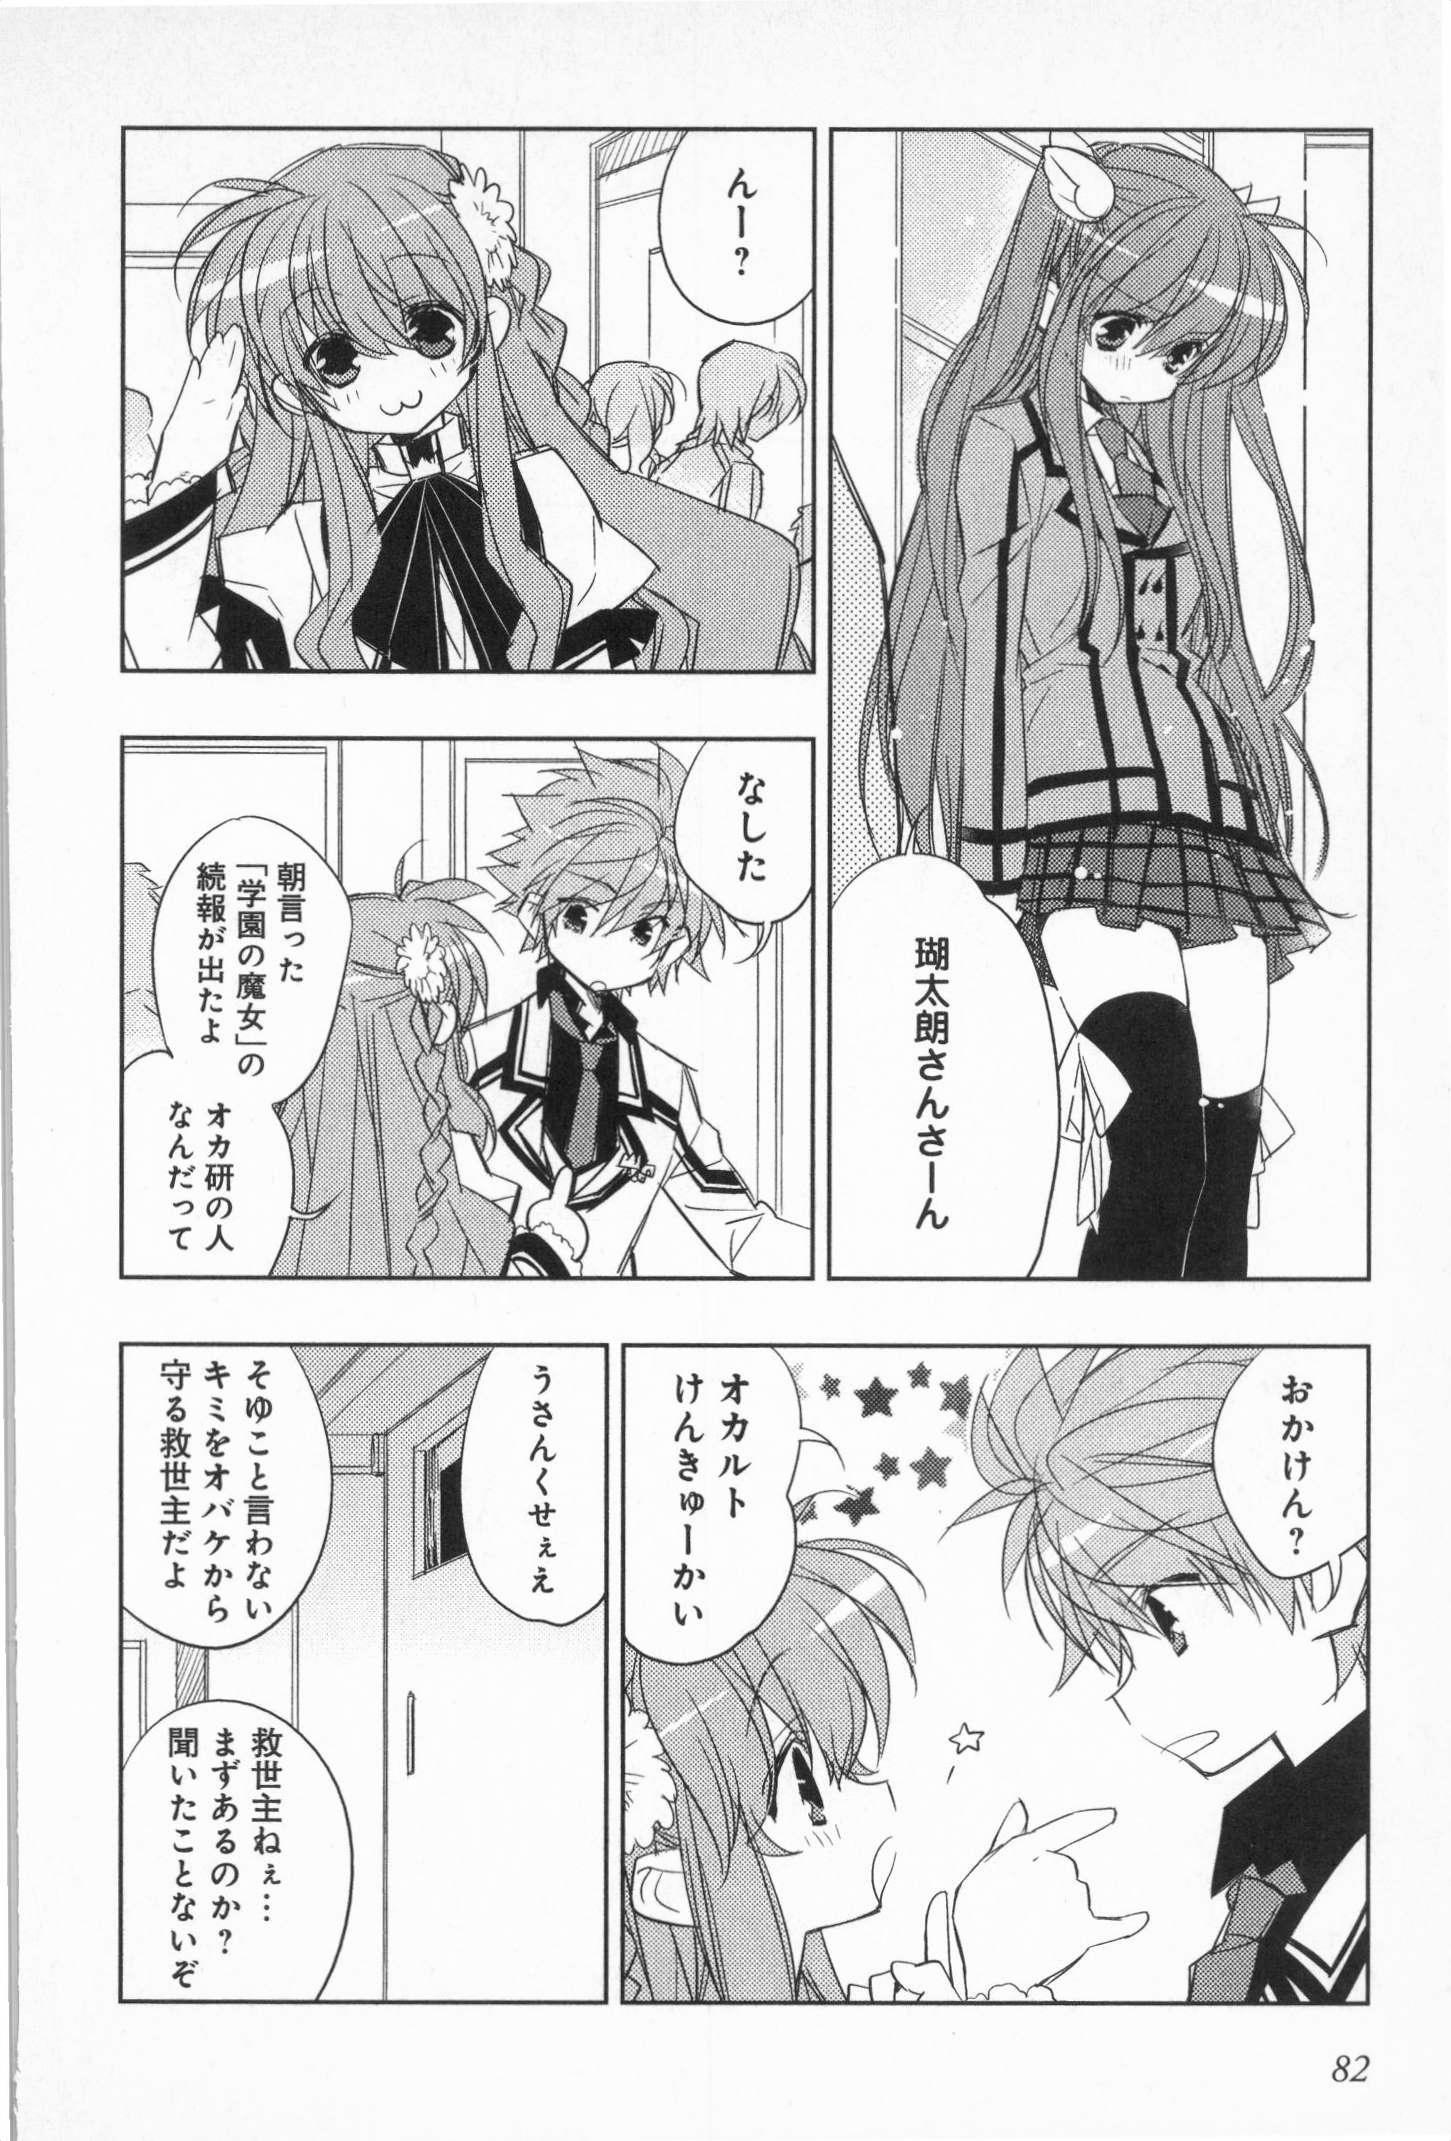 瑚太朗さんさーん
んー？
なした
朝言った
「学園の魔女」の
続報が出たよ
オカ研の人
なんだって
おかけん？
オカルト
けんきゅーかい
うさんくせぇえ
そゆこと言わない
キミをオバケから
守る救世主だよ
救世主ねぇ…
まずあるのか？
聞いたことないぞ
82